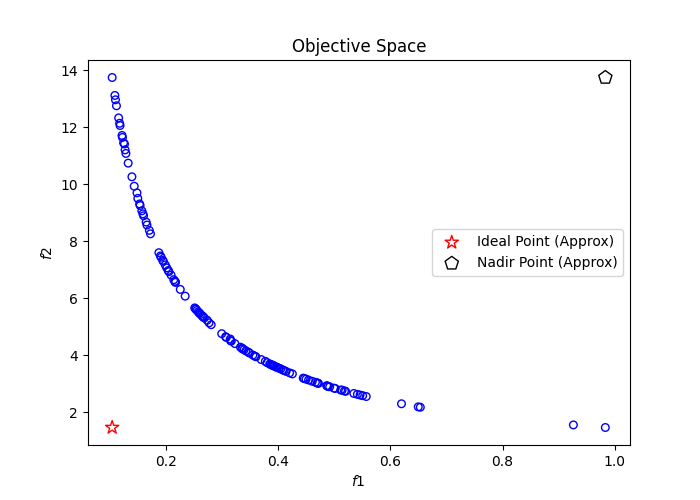 Objective Space
14
12
10
8
6
4
2
f2
Ideal Point (Approx)
Nadir Point (Approx)
0.2
0.4
0.6
0.8
1.0
f1